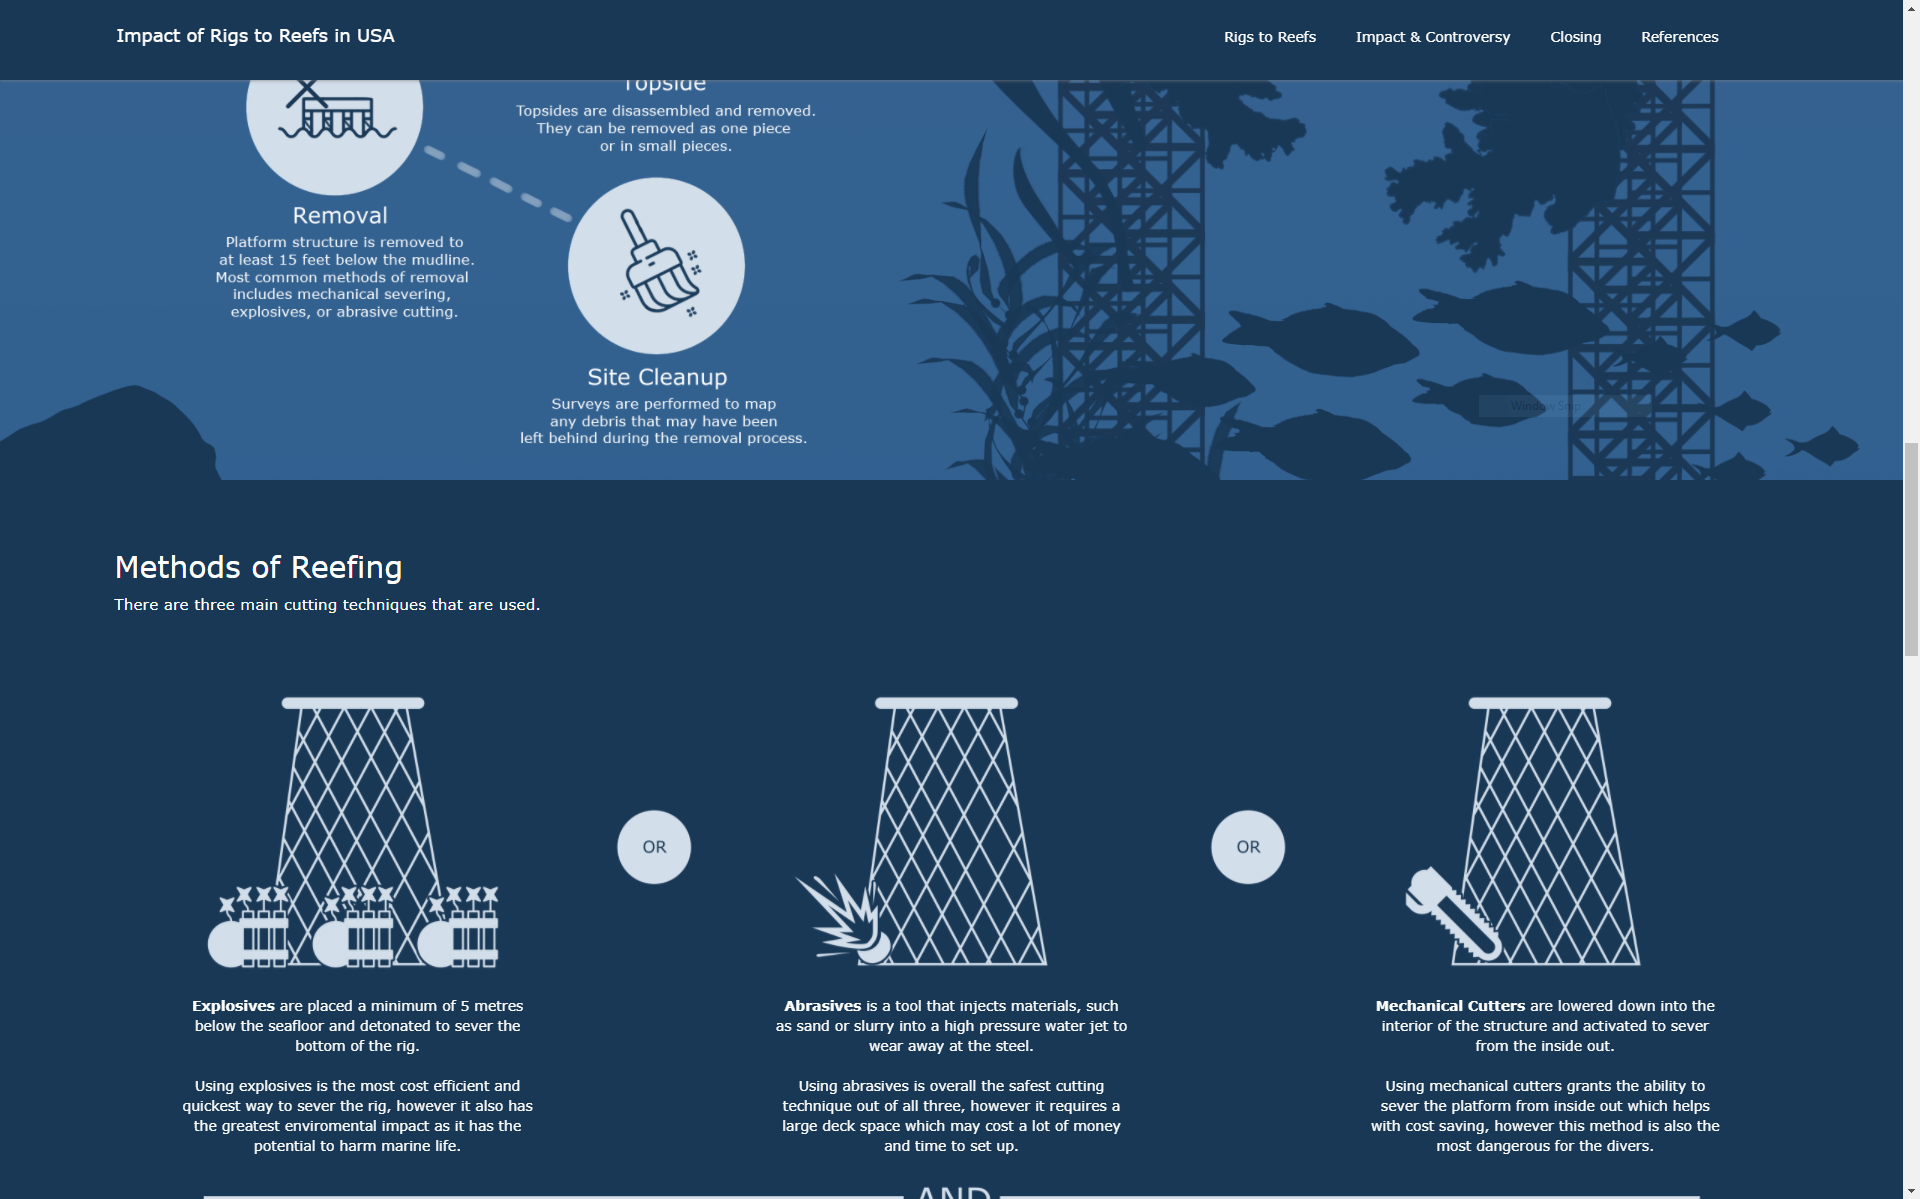 Impact of Rigs to Reefs in USA
Rigs to Reefs
Impact & Controversy
Closing
References
Topside
Topsides are disassembled and removed.
They can be removed as one piece
or in small pieces.
Removal
Platform structure is removed to
at least 15 feet below the mudline.
Most common methods of removal
includes mechanical severing,
explosives, or abrasive cutting.
Site Cleanup
Surveys are performed to map
any debris that may have been
left behind during the removal process.
Window Snip
Methods of Reefing
There are three main cutting techniques that are used.
OR
OR
Explosives are placed a minimum of 5 metres
below the seafloor and detonated to sever the
bottom of the rig.
Using explosives is the most cost efficient and
quickest way to sever the rig, however it also has
the greatest enviromental impact as it has the
potential to harm marine life.
Abrasives is a tool that injects materials, such
as sand or slurry into a high pressure water jet to
wear away at the steel.
Using abrasives is overall the safest cutting
technique out of all three, however it requires a
large deck space which may cost a lot of money
and time to set up.
Mechanical Cutters are lowered down into the
interior of the structure and activated to sever
from the inside out.
Using mechanical cutters grants the ability to
sever the platform from inside out which helps
with cost saving, however this method is also the
most dangerous for the divers.
AND